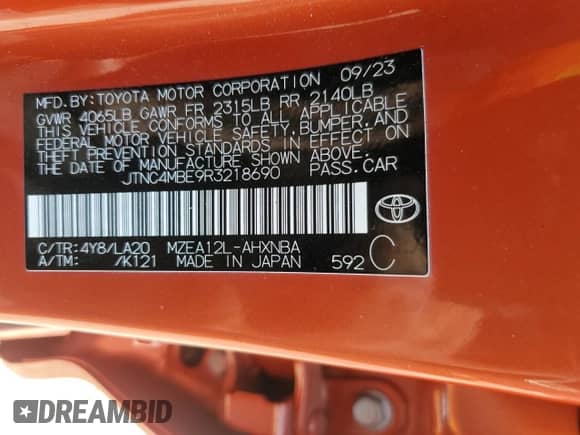 MFD.BY:TOYOTA MOTOR CORPORATION 09/23
GVWR 4065LB GAWR FR 2315LB RR 2140LB
THIS VEHICLE CONFORMS TO ALL APPLICABLE
FEDERAL MOTOR VEHICLE SAFETY,BUMPER,AND
THEFT PREVENTION STANDARDS IN EFFECT ON
THE DATE OF MANUFACTURE SHOWN ABOVE.
JTNC4MBE9R3218690 PASS.CAR
C/TR:4Y8/LA20 MZEA12L-AHXNBA
A/TM: /K121 MADE IN JAPAN 592 C
DREAMBID